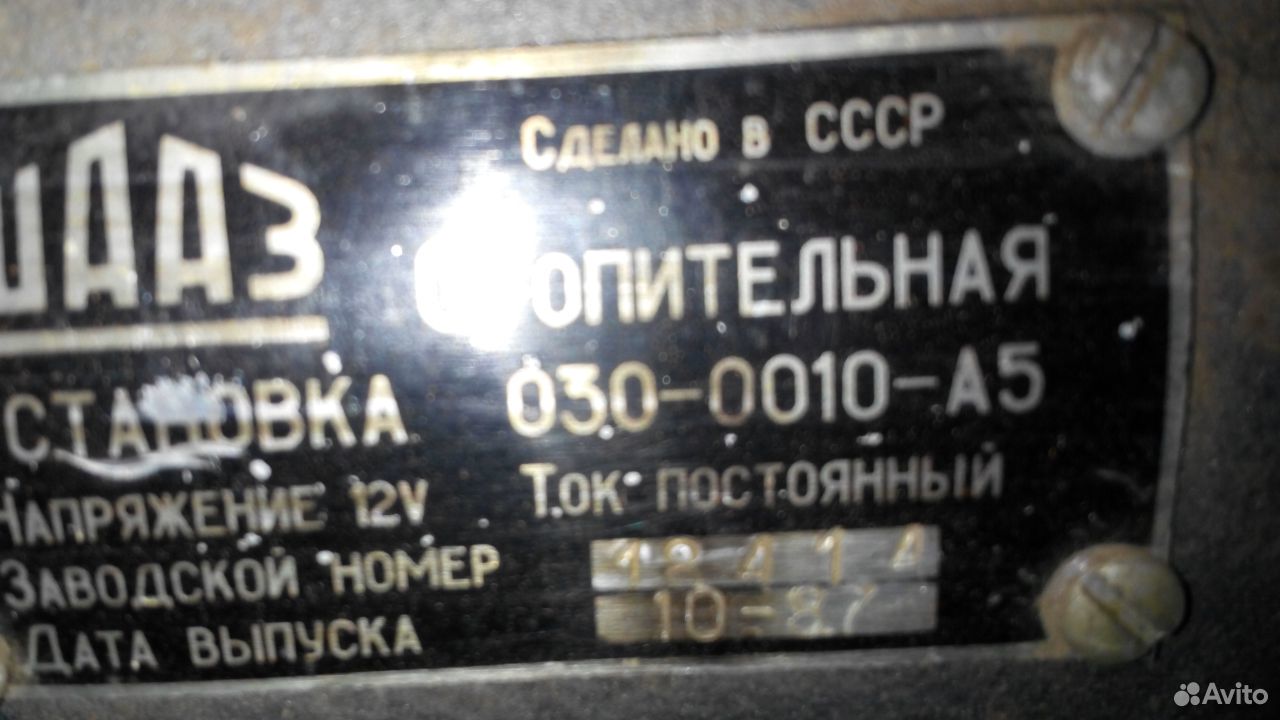 ШААЗ
СДЕЛАНО В СССР
СТАНОВКА ОПИТЕЛЬНАЯ
030-0010-А5
НАПРЯЖЕНИЕ 12V ТОК ПОСТОЯННЫЙ
ЗАВОДСКОЙ НОМЕР 12414
ДАТА ВЫПУСКА 10-87
Avito